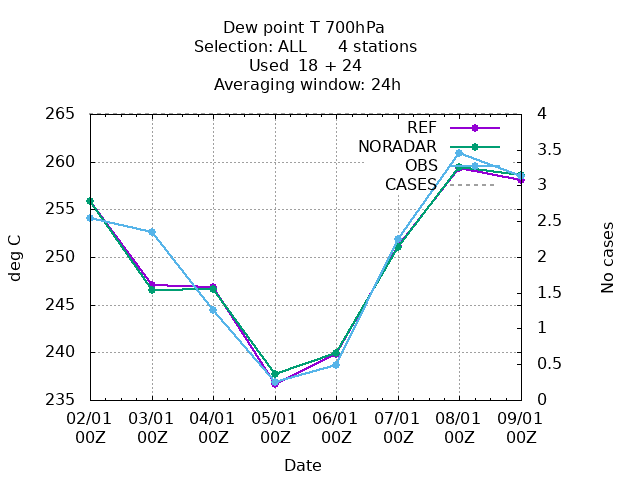 Dew point T 700hPa
Selection: ALL      4 stations
Used  18 + 24
Averaging window: 24h
265
260
255
250
245
240
235
deg C
4
3.5
3
2.5
2
1.5
1
0.5
0
No cases
REF
NORADAR
OBS
CASES
02/01 03/01 04/01 05/01 06/01 07/01 08/01 09/01
00Z 00Z 00Z 00Z 00Z 00Z 00Z 00Z
Date